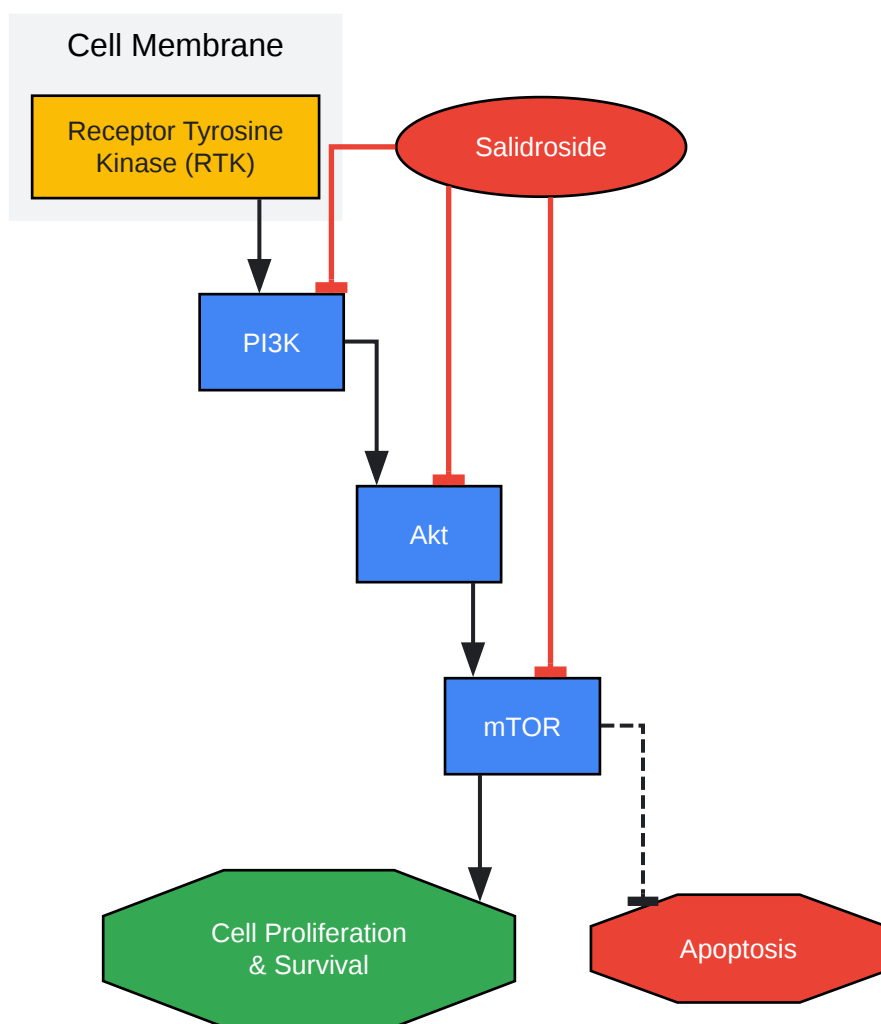 Cell Membrane
Receptor Tyrosine
Kinase (RTK)
Salidroside
PI3K
Akt
mTOR
Cell Proliferation
& Survival
Apoptosis